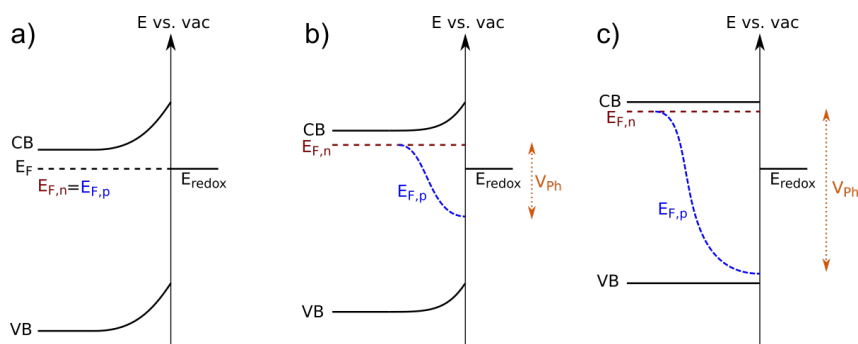 a)
E vs. vac
CB
E_F
E_F,n=E_F,p
E_redox
VB
b)
E vs. vac
CB
E_F,n
E_F,p
E_redox
V_Ph
VB
c)
E vs. vac
CB
E_F,n
E_F,p
E_redox
V_Ph
VB